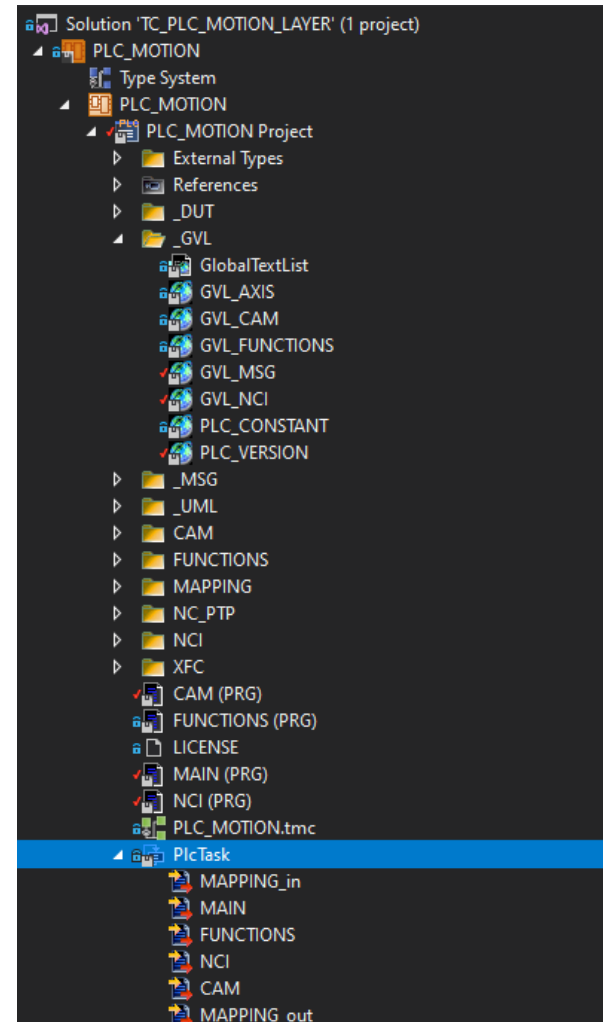 Solution 'TC_PLC_MOTION_LAYER' (1 project)
PLC_MOTION
Type System
PLC_MOTION
PLC_MOTION Project
External Types
References
_DUT
_GVL
GlobalTextList
GVL_AXIS
GVL_CAM
GVL_FUNCTIONS
GVL_MSG
GVL_NCI
PLC_CONSTANT
PLC_VERSION
_MSG
_UML
CAM
FUNCTIONS
MAPPING
NC_PTP
NCI
XFC
CAM (PRG)
FUNCTIONS (PRG)
LICENSE
MAIN (PRG)
NCI (PRG)
PLC_MOTION.tmc
PlcTask
MAPPING_in
MAIN
FUNCTIONS
NCI
CAM
MAPPING_out